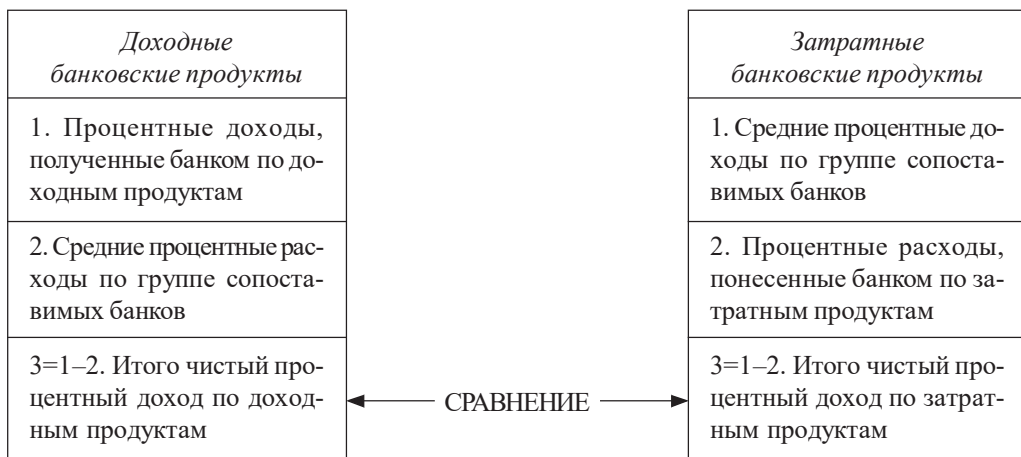 Доходные
банковские продукты
1. Процентные доходы,
полученные банком по до-
ходным продуктам
2. Средние процентные рас-
ходы по группе сопоста-
вимых банков
3=1–2. Итого чистый про-
центный доход по доход-
ным продуктам
СРАВНЕНИЕ
Затратные
банковские продукты
1. Средние процентные до-
ходы по группе сопоста-
вимых банков
2. Процентные расходы,
понесенные банком по за-
тратным продуктам
3=1–2. Итого чистый про-
центный доход по затрат-
ным продуктам